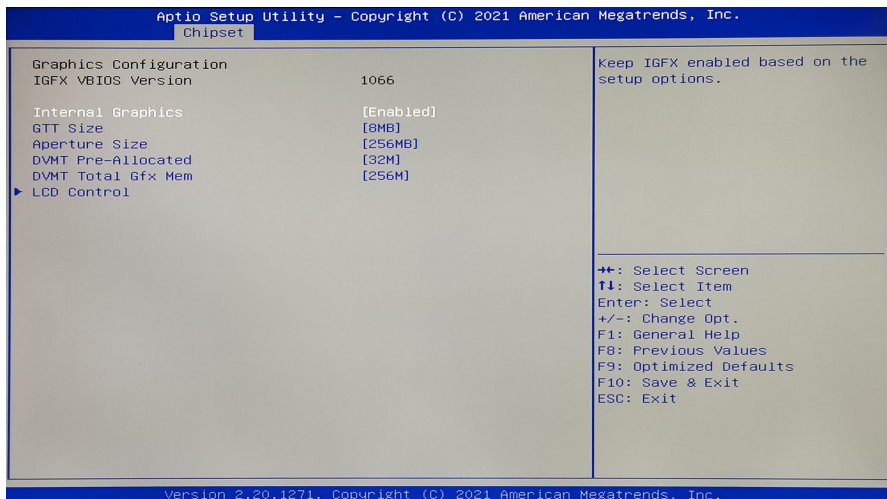 Aptio Setup Utility – Copyright (C) 2021 American Megatrends, Inc.
Chipset
Graphics Configuration
IGFX VBIOS Version 1066
Internal Graphics [Enabled]
GTT Size [8MB]
Aperture Size [256MB]
DVMT Pre-Allocated [32M]
DVMT Total Gfx Mem [256M]
▶ LCD Control
Keep IGFX enabled based on the
setup options.
→←: Select Screen
↑↓: Select Item
Enter: Select
+/-: Change Opt.
F1: General Help
F8: Previous Values
F9: Optimized Defaults
F10: Save & Exit
ESC: Exit
Version 2.20.1271. Copyright (C) 2021 American Megatrends, Inc.